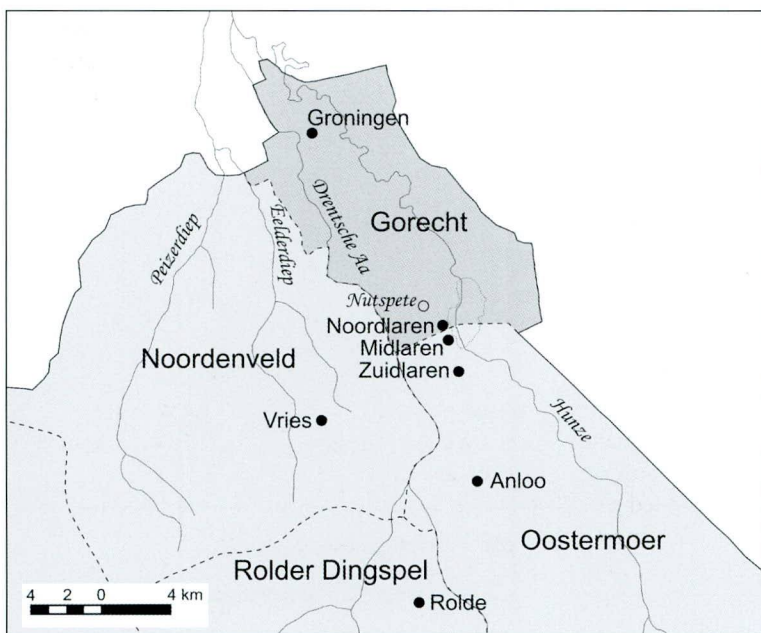 Groningen
Drentsche Aa
Gorecht
Peizerdiep
Eelderdiep
Nutspete
Noordlaren
Midlaren
Zuidlaren
Noordenveld
Hunze
Vries
Anloo
Oostermoer
Rolder Dingspel
Rolde
4 2 0 4 km